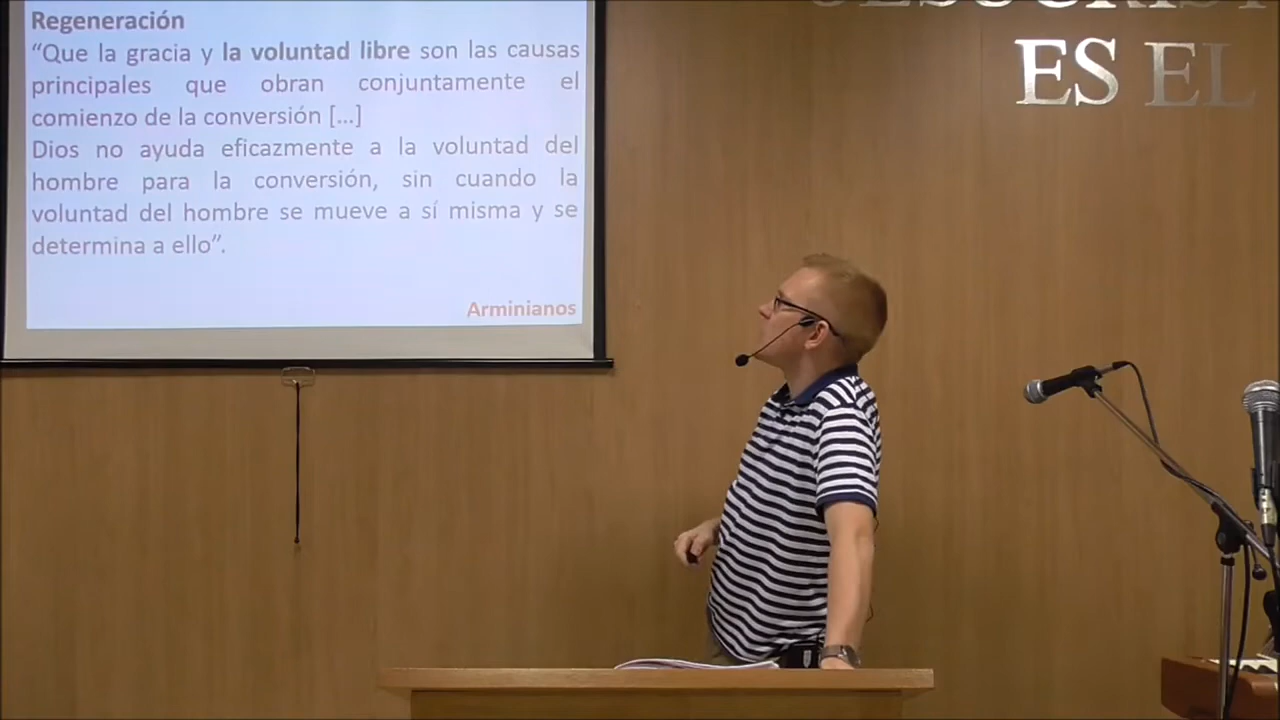 Regeneración
“Que la gracia y la voluntad libre son las causas
principales que obran conjuntamente el
comienzo de la conversión [...]
Dios no ayuda eficazmente a la voluntad del
hombre para la conversión, sin cuando la
voluntad del hombre se mueve a sí misma y se
determina a ello”.
Arminianos
ES EL